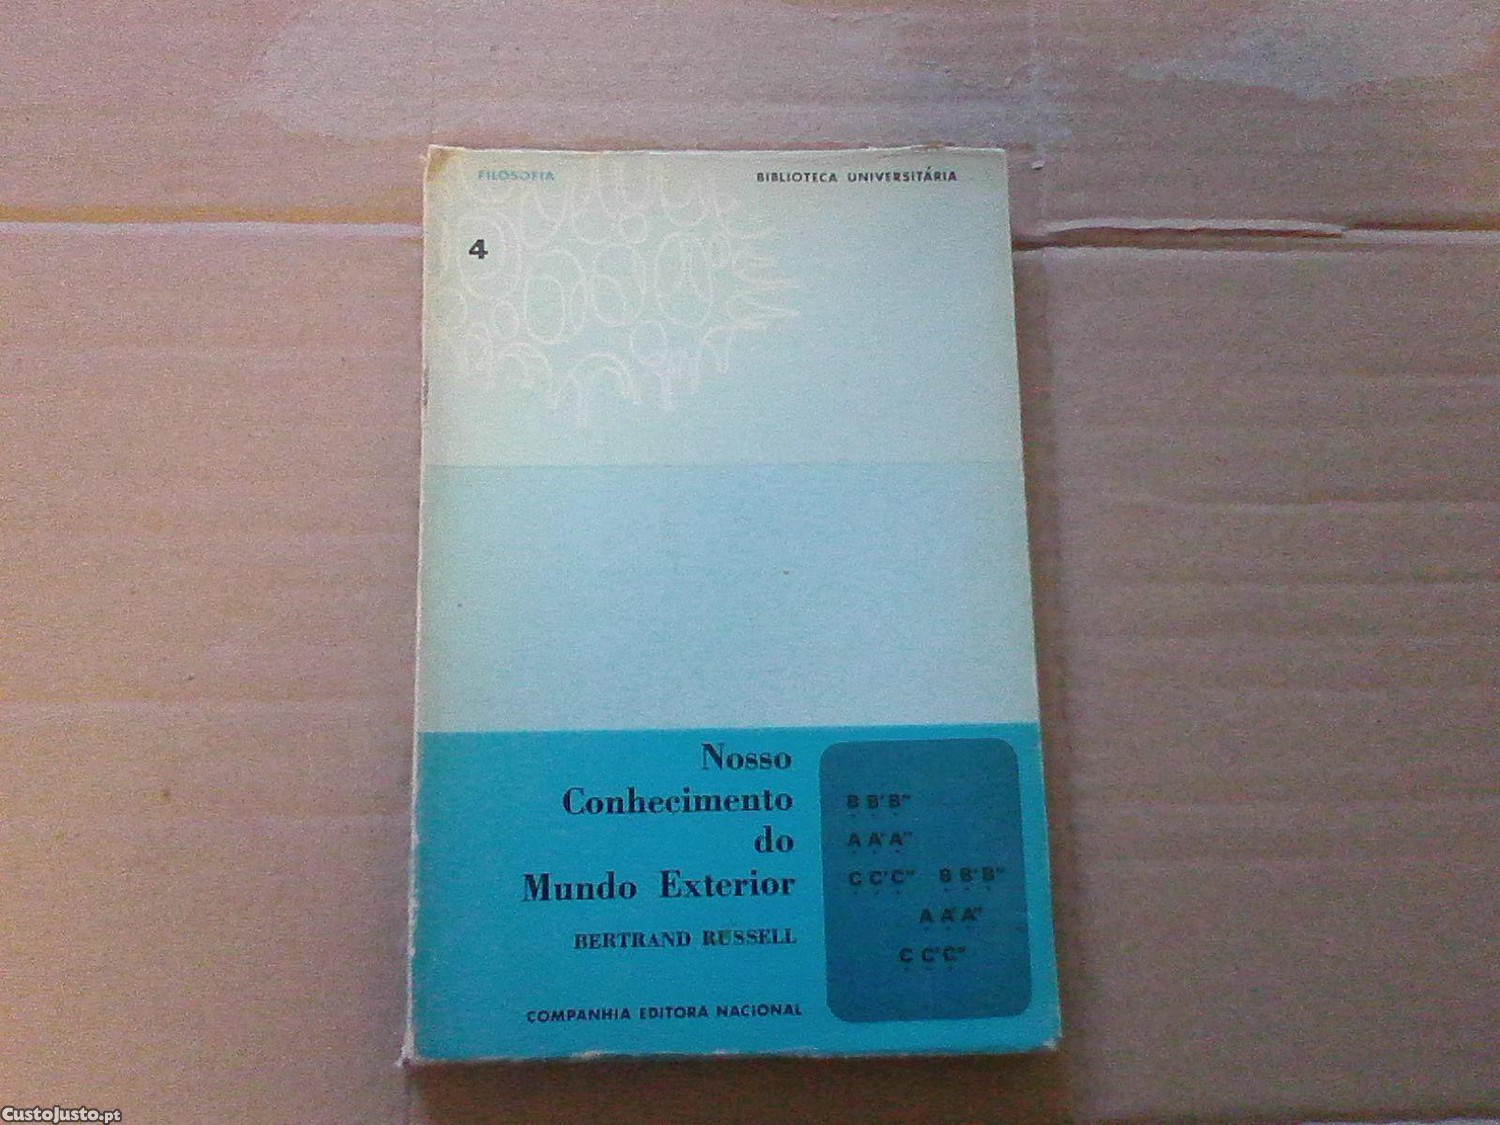 FILOSOFIA
BIBLIOTECA UNIVERSITÁRIA
4
Nosso
Conhecimento
do
Mundo Exterior
BERTRAND RUSSELL
COMPANHIA EDITORA NACIONAL
B B' B"
A A' A"
C C' C" B B' B"
A A' A"
C C' C"
CustoJusto.pt